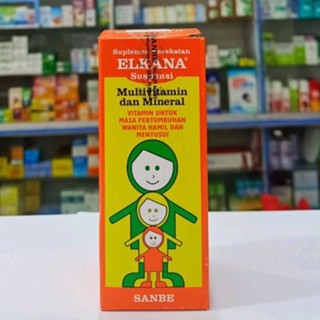 Suplemen Kesehatan
ELKANA®
Suspensi
Multivitamin
dan Mineral
VITAMIN UNTUK
MASA PERTUMBUHAN
WANITA HAMIL DAN
MENYUSUI
SANBE